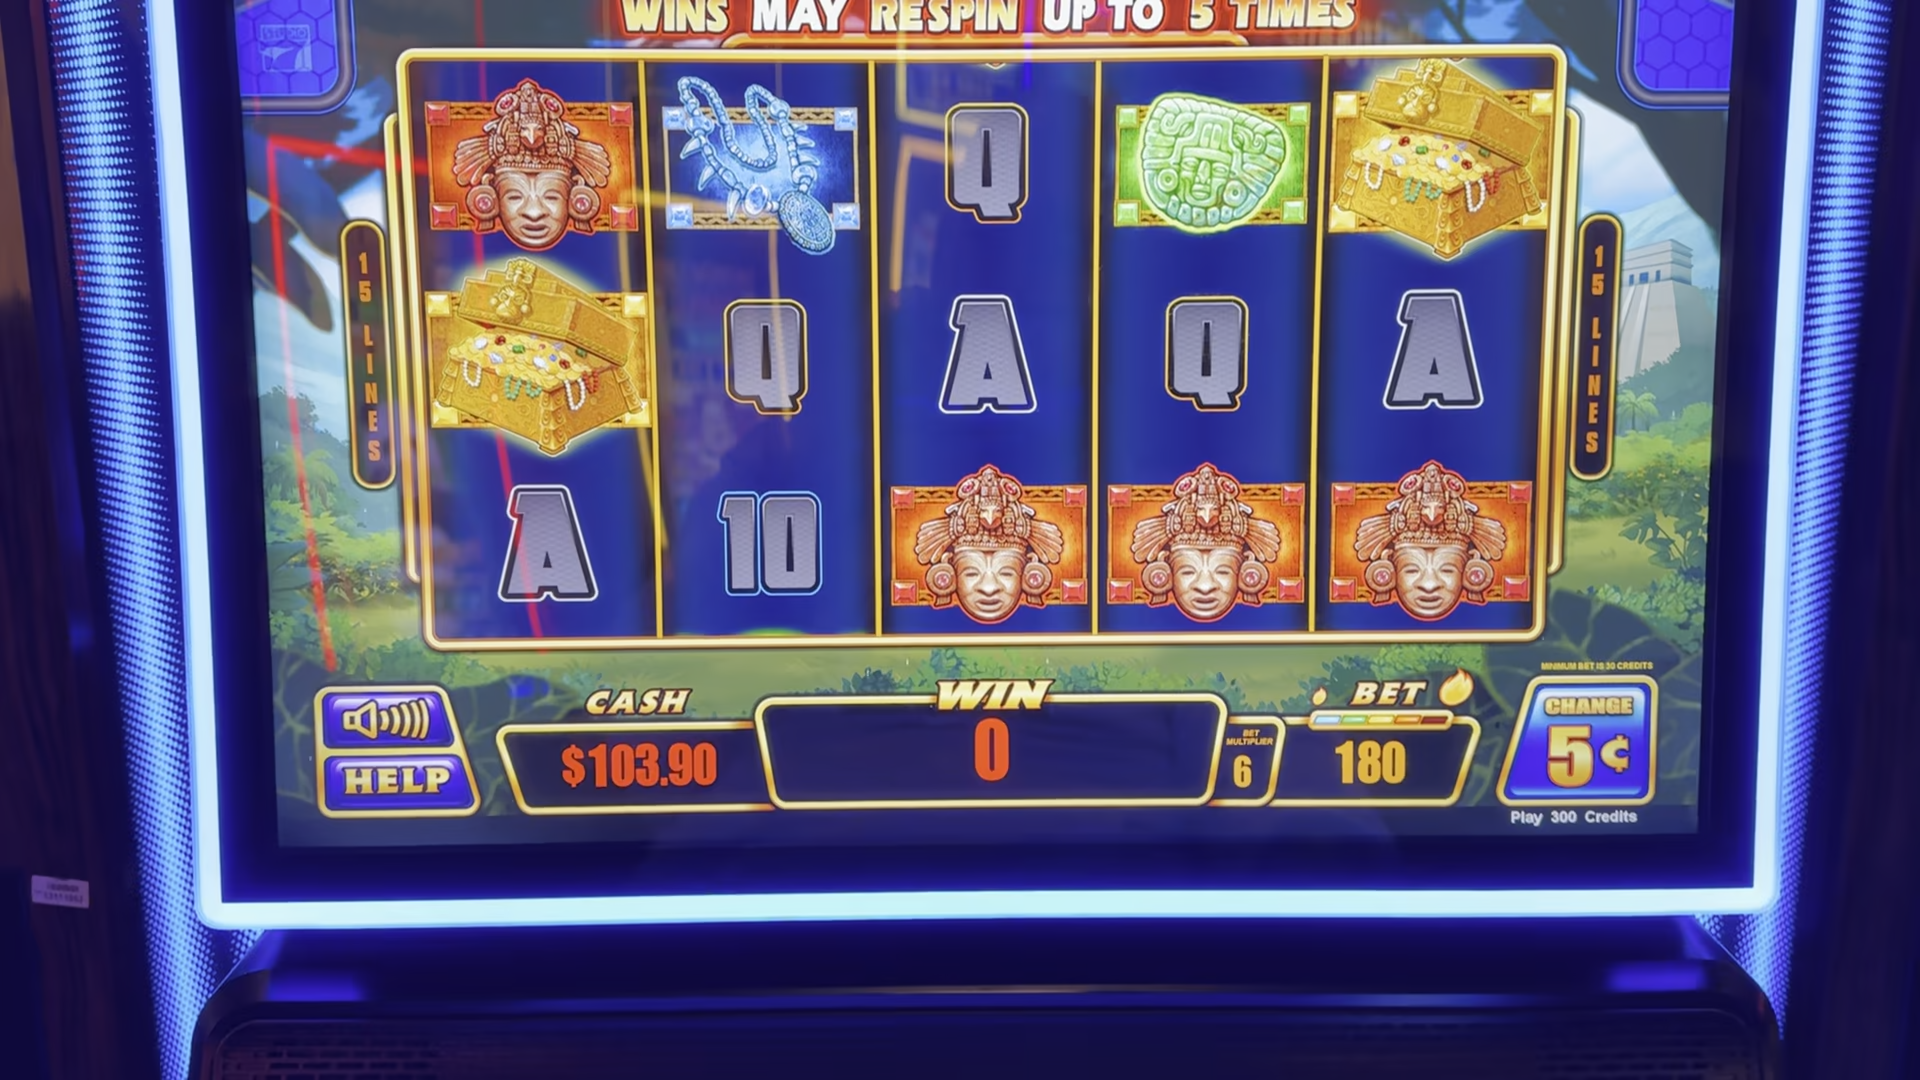 WINS MAY RESPIN UP TO 5 TIMES
STUDIO
Q
15 LINES
Q
A
Q
A
15 LINES
A
10
MINIMUM BET IS 30 CREDITS
CASH
WIN
BET
CHANGE
5¢
HELP
$103.90
0
BET
MULTIPLIER
6
180
Play 300 Credits